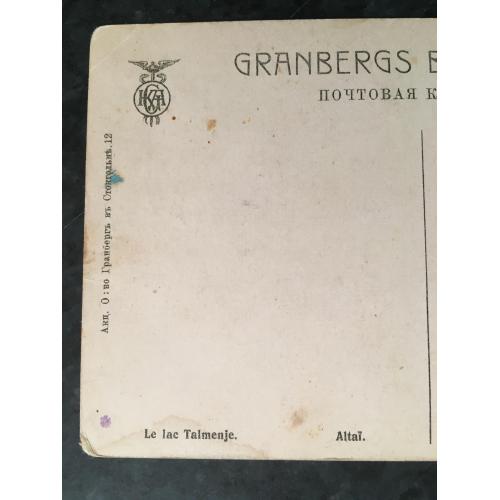 GRANBERGS B
ПОЧТОВАЯ К
Акц. О:во Гранбергъ въ Стокгольмѣ. 12
Le lac Talmenje. Altaï.